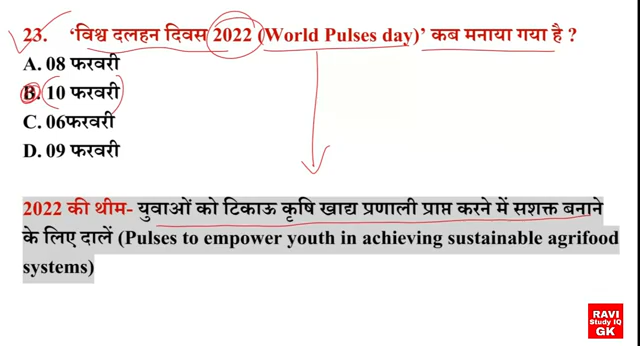 23. ‘विश्व दलहन दिवस 2022 (World Pulses day)’ कब मनाया गया है ?
A. 08 फरवरी
B. 10 फरवरी
C. 06फरवरी
D. 09 फरवरी
2022 की थीम- युवाओं को टिकाऊ कृषि खाद्य प्रणाली प्राप्त करने में सशक्त बनाने
के लिए दालें (Pulses to empower youth in achieving sustainable agrifood
systems)
RAVI
Study IQ
GK